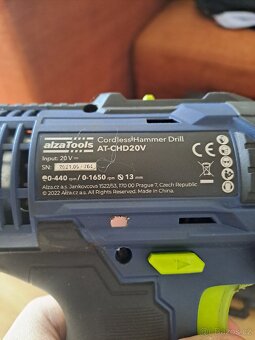 alzaTools
Cordless Hammer Drill
AT-CHD20V
Input: 20 V
SN:
0-440 rpm / 0-1650 rpm 13 mm
Alza.cz a.s. Jankovcova 1522/53, 170 00 Prague 7, Czech Republic
© 2022 Alza.cz a.s. All Rights Reserved. Made in China.